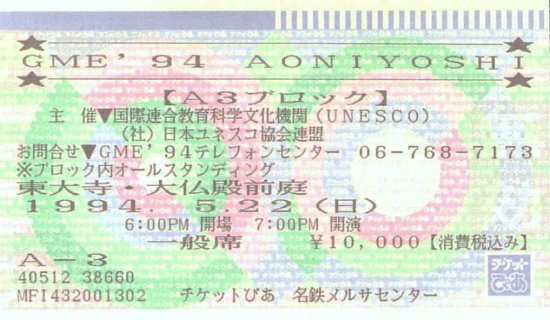 ★ ★
GME'94 AONIYOSHI
★ ★
【A3ブロック】
主 催▼国際連合教育科学文化機関(UNESCO)
(社)日本ユネスコ協会連盟
お問合せ▼GME'94テレフォンセンター 06-768-7173
※ブロック内オールスタンディング
東大寺・大仏殿前庭
1994. 5.22(日)
6:00PM 開場 7:00PM 開演
一般席 ¥10,000【消費税込み】
A-3
40512 38660
MFI432001302 チケットぴあ 名鉄メルサセンター
チケット
ぴあ